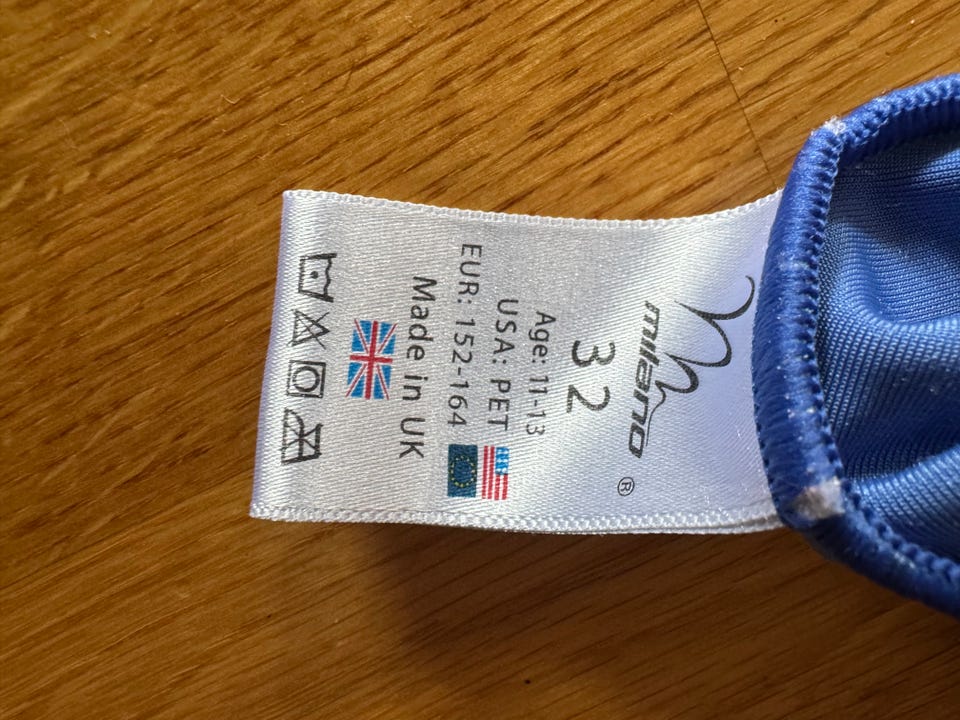 milano ®
32
Age: 11-13
USA: PET
EUR: 152-164
Made in UK